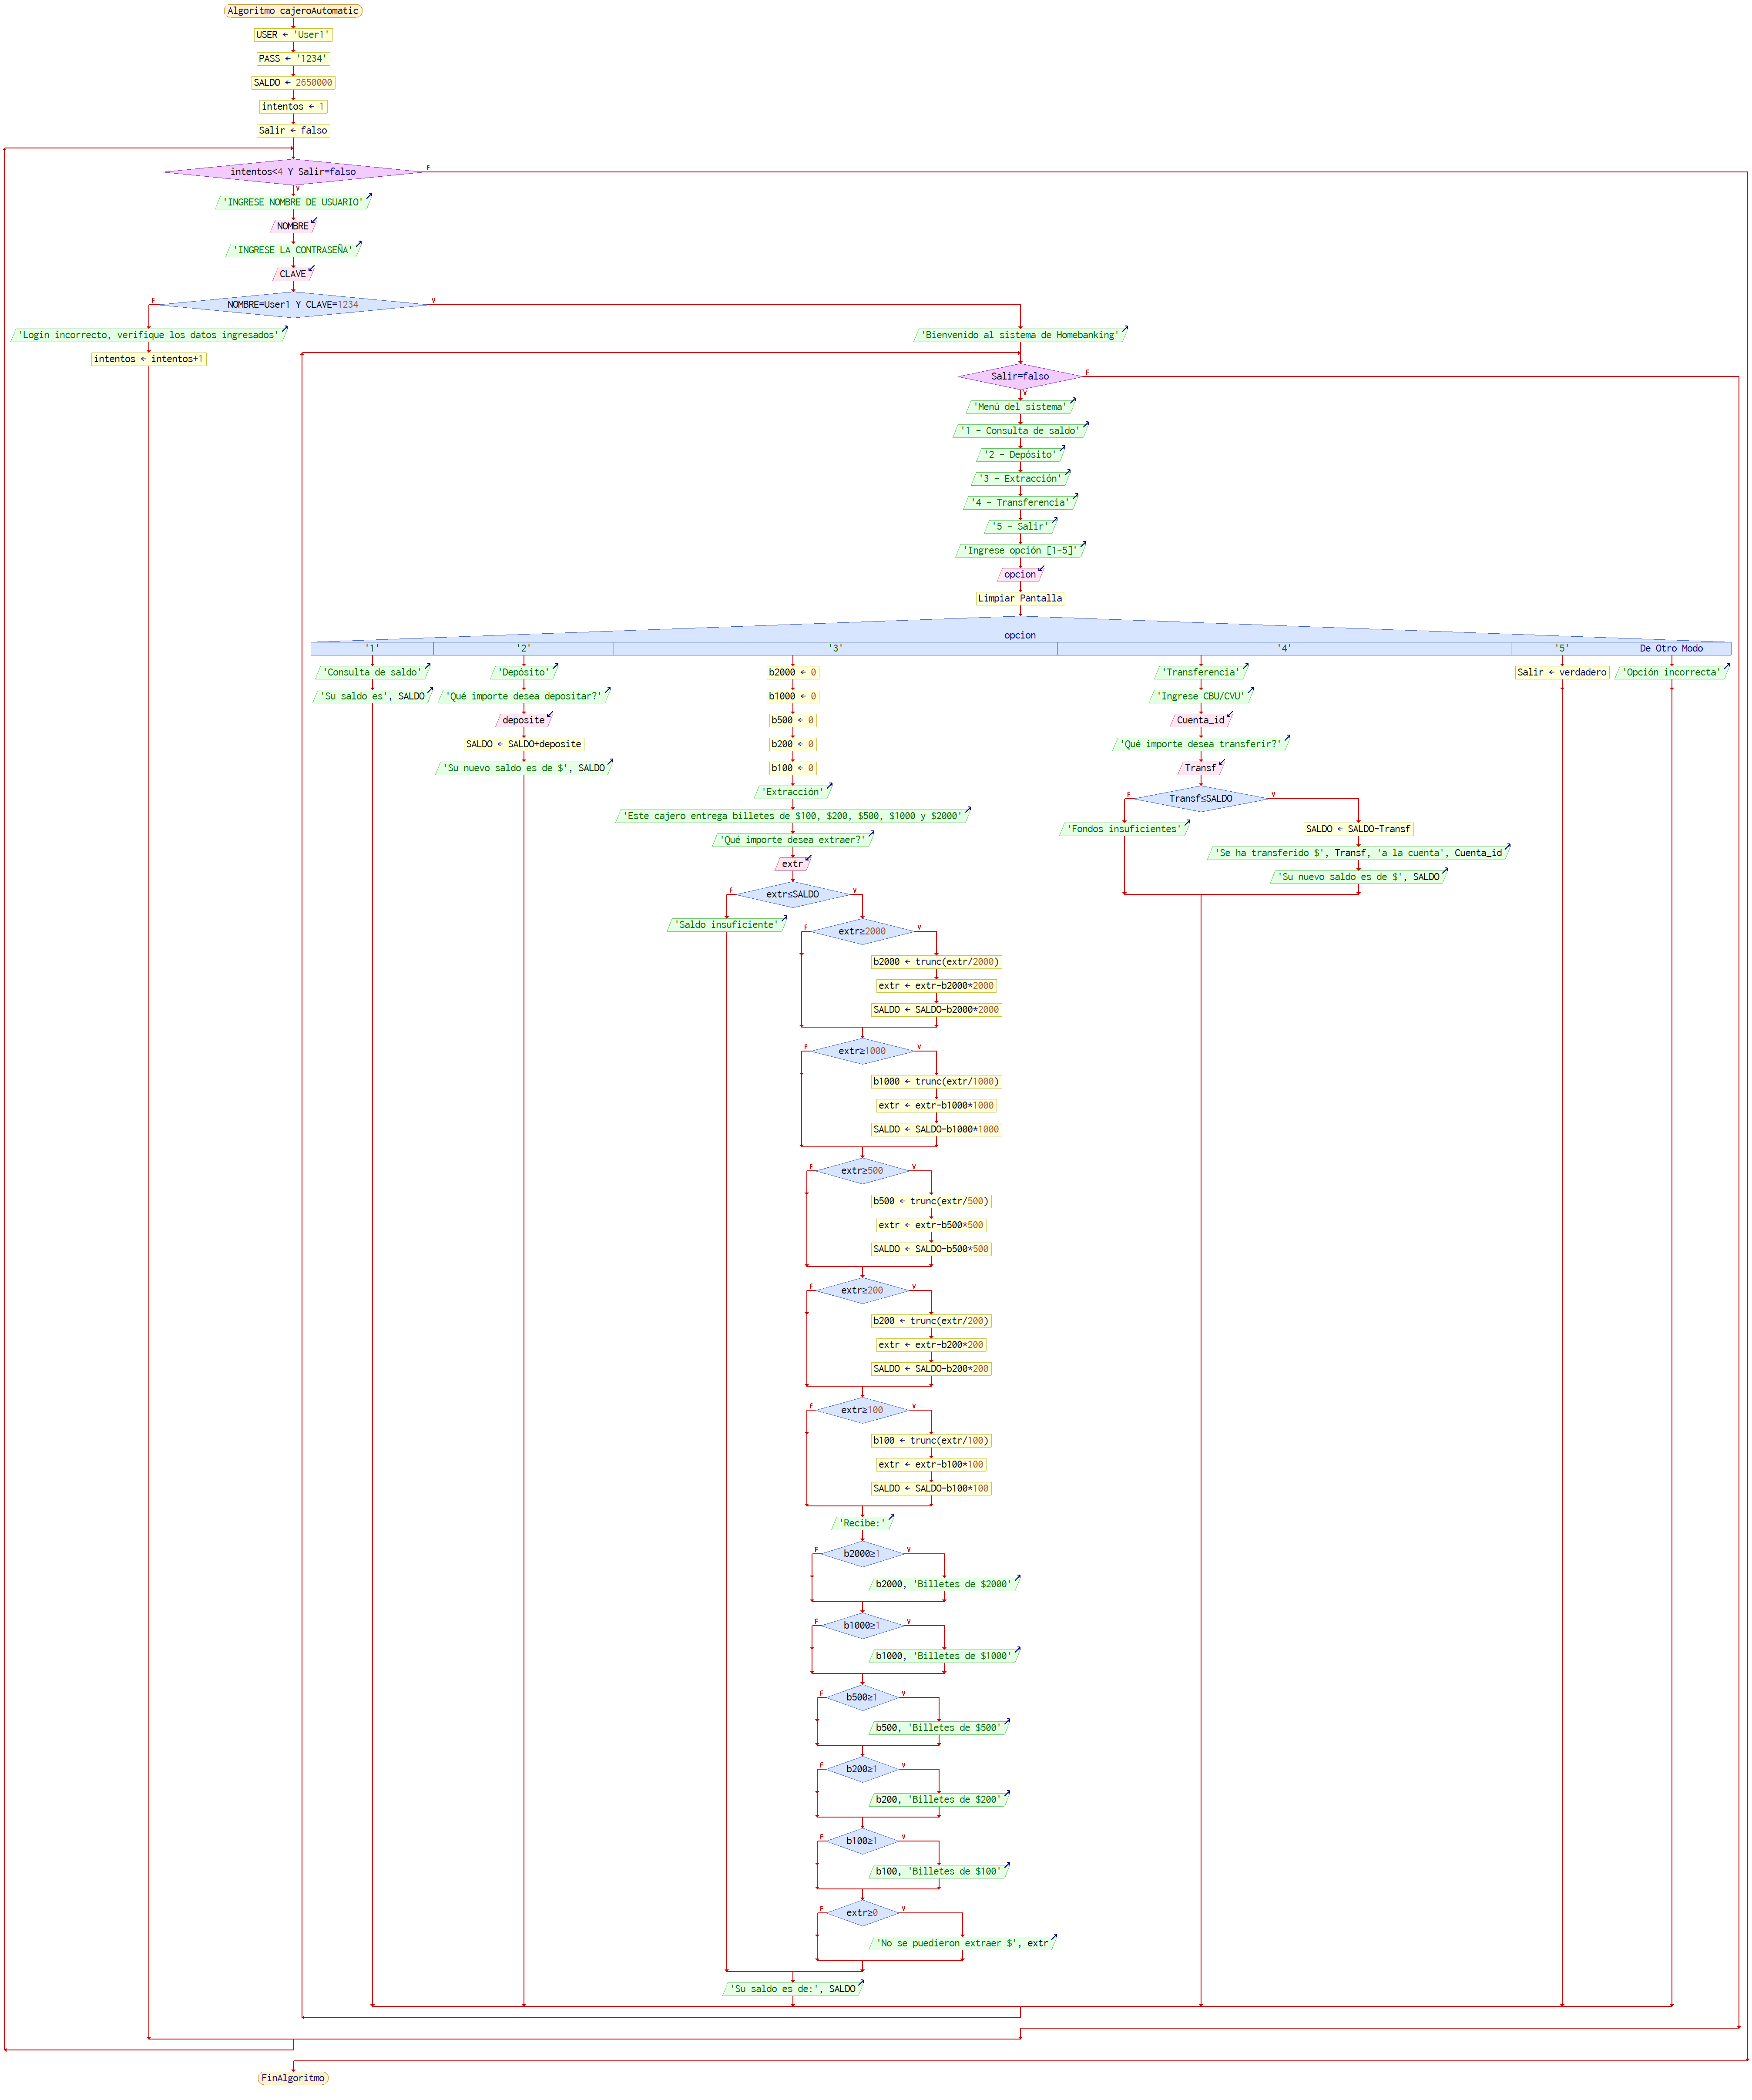 Algoritmo cajeroAutomatic
USER ← 'User1'
PASS ← '1234'
SALDO ← 2650000
intentos ← 1
Salir ← falso
intentos<4 Y Salir=falso
F
V
'INGRESE NOMBRE DE USUARIO'
NOMBRE
'INGRESE LA CONTRASEÑA'
CLAVE
NOMBRE=User1 Y CLAVE=1234
F
V
'Login incorrecto, verifique los datos ingresados'
intentos ← intentos+1
'Bienvenido al sistema de Homebanking'
Salir=falso
F
V
'Menú del sistema'
'1 - Consulta de saldo'
'2 - Depósito'
'3 - Extracción'
'4 - Transferencia'
'5 - Salir'
'Ingrese opción [1-5]'
opcion
Limpiar Pantalla
opcion
'1'
'Consulta de saldo'
'Su saldo es', SALDO
'2'
'Depósito'
'Qué importe desea depositar?'
deposite
SALDO ← SALDO+deposite
'Su nuevo saldo es de $', SALDO
'3'
b2000 ← 0
b1000 ← 0
b500 ← 0
b200 ← 0
b100 ← 0
'Extracción'
'Este cajero entrega billetes de $100, $200, $500, $1000 y $2000'
'Qué importe desea extraer?'
extr
extr≤SALDO
F
V
'Saldo insuficiente'
extr≥2000
F
V
b2000 ← trunc(extr/2000)
extr ← extr-b2000*2000
SALDO ← SALDO-b2000*2000
extr≥1000
F
V
b1000 ← trunc(extr/1000)
extr ← extr-b1000*1000
SALDO ← SALDO-b1000*1000
extr≥500
F
V
b500 ← trunc(extr/500)
extr ← extr-b500*500
SALDO ← SALDO-b500*500
extr≥200
F
V
b200 ← trunc(extr/200)
extr ← extr-b200*200
SALDO ← SALDO-b200*200
extr≥100
F
V
b100 ← trunc(extr/100)
extr ← extr-b100*100
SALDO ← SALDO-b100*100
'Recibe:'
b2000≥1
F
V
b2000, 'Billetes de $2000'
b1000≥1
F
V
b1000, 'Billetes de $1000'
b500≥1
F
V
b500, 'Billetes de $500'
b200≥1
F
V
b200, 'Billetes de $200'
b100≥1
F
V
b100, 'Billetes de $100'
extr≥0
F
V
'No se puedieron extraer $', extr
'Su saldo es de:', SALDO
'4'
'Transferencia'
'Ingrese CBU/CVU'
Cuenta_id
'Qué importe desea transferir?'
Transf
Transf≤SALDO
F
V
'Fondos insuficientes'
SALDO ← SALDO-Transf
'Se ha transferido $', Transf, 'a la cuenta', Cuenta_id
'Su nuevo saldo es de $', SALDO
'5'
Salir ← verdadero
De Otro Modo
'Opción incorrecta'
FinAlgoritmo